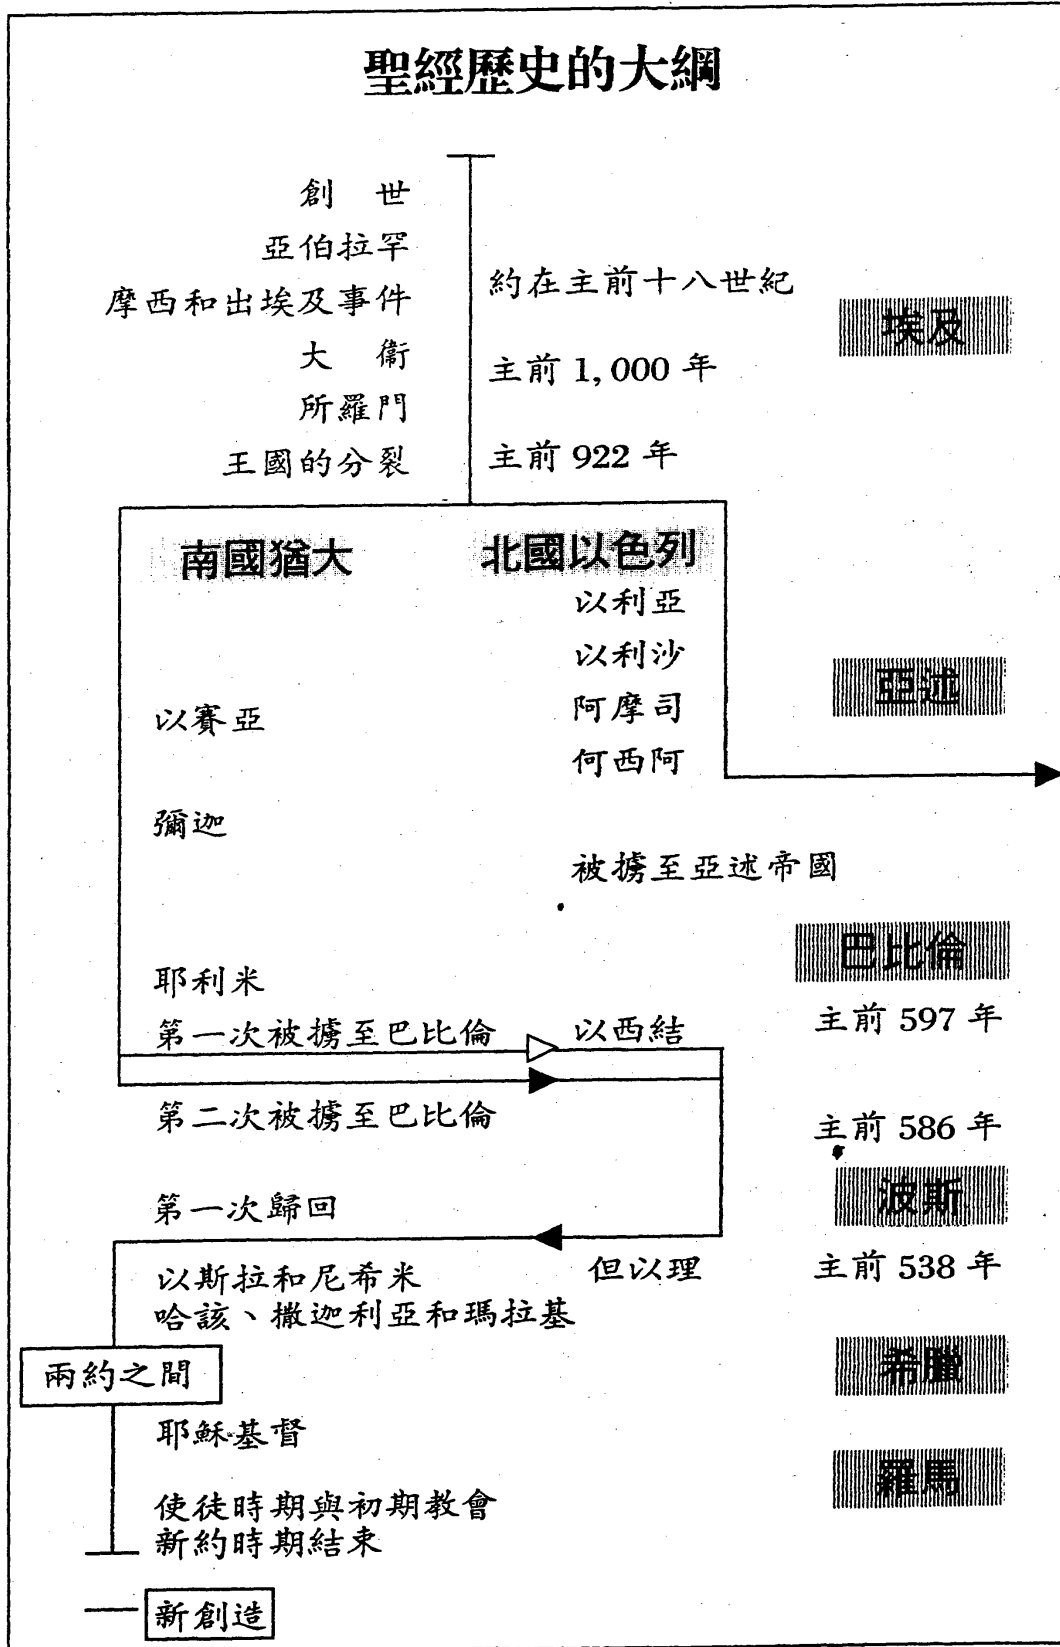 聖經歷史的大綱
創 世
亞伯拉罕
約在主前十八世紀
摩西和出埃及事件
埃及
大 衞
主前 1,000 年
所羅門
王國的分裂
主前 922 年
南國猶大
北國以色列
以利亞
以利沙
亞述
以賽亞
阿摩司
何西阿
彌迦
被擄至亞述帝國
巴比倫
耶利米
主前 597 年
第一次被擄至巴比倫
以西結
第二次被擄至巴比倫
主前 586 年
波斯
第一次歸回
但以理
主前 538 年
以斯拉和尼希米
哈該、撒迦利亞和瑪拉基
兩約之間
希臘
耶穌基督
羅馬
使徒時期與初期教會
新約時期結束
新創造